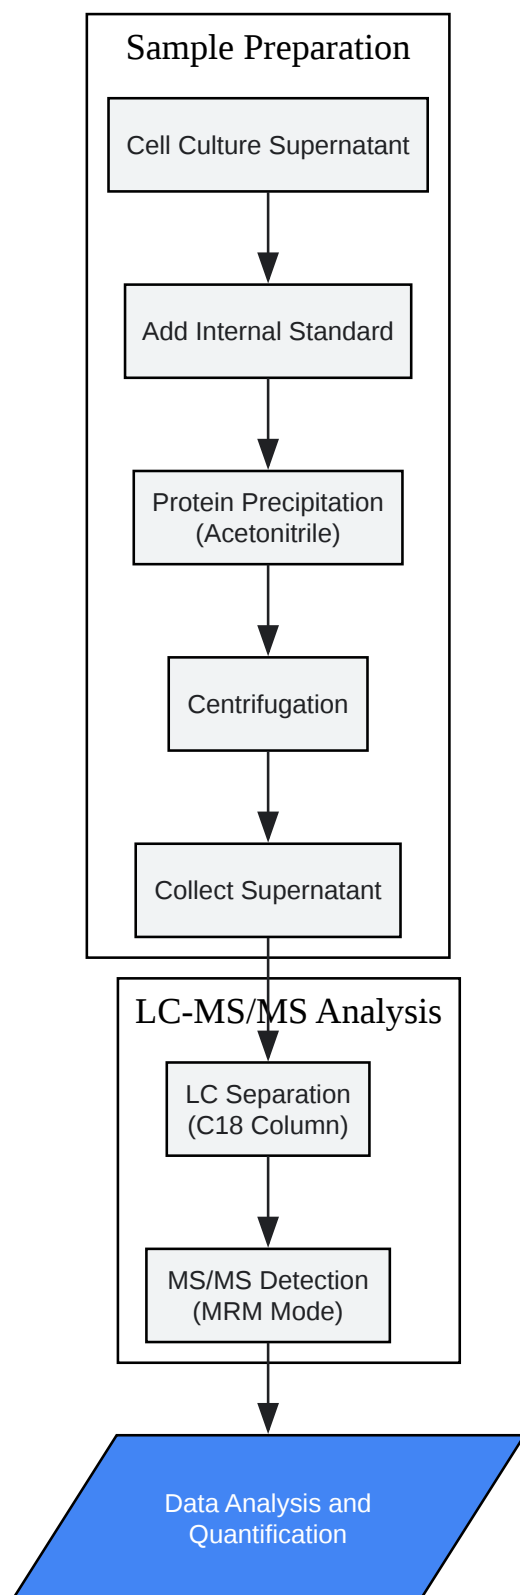 Sample Preparation
Cell Culture Supernatant
Add Internal Standard
Protein Precipitation
(Acetonitrile)
Centrifugation
Collect Supernatant
LC-MS/MS Analysis
LC Separation
(C18 Column)
MS/MS Detection
(MRM Mode)
Data Analysis and
Quantification